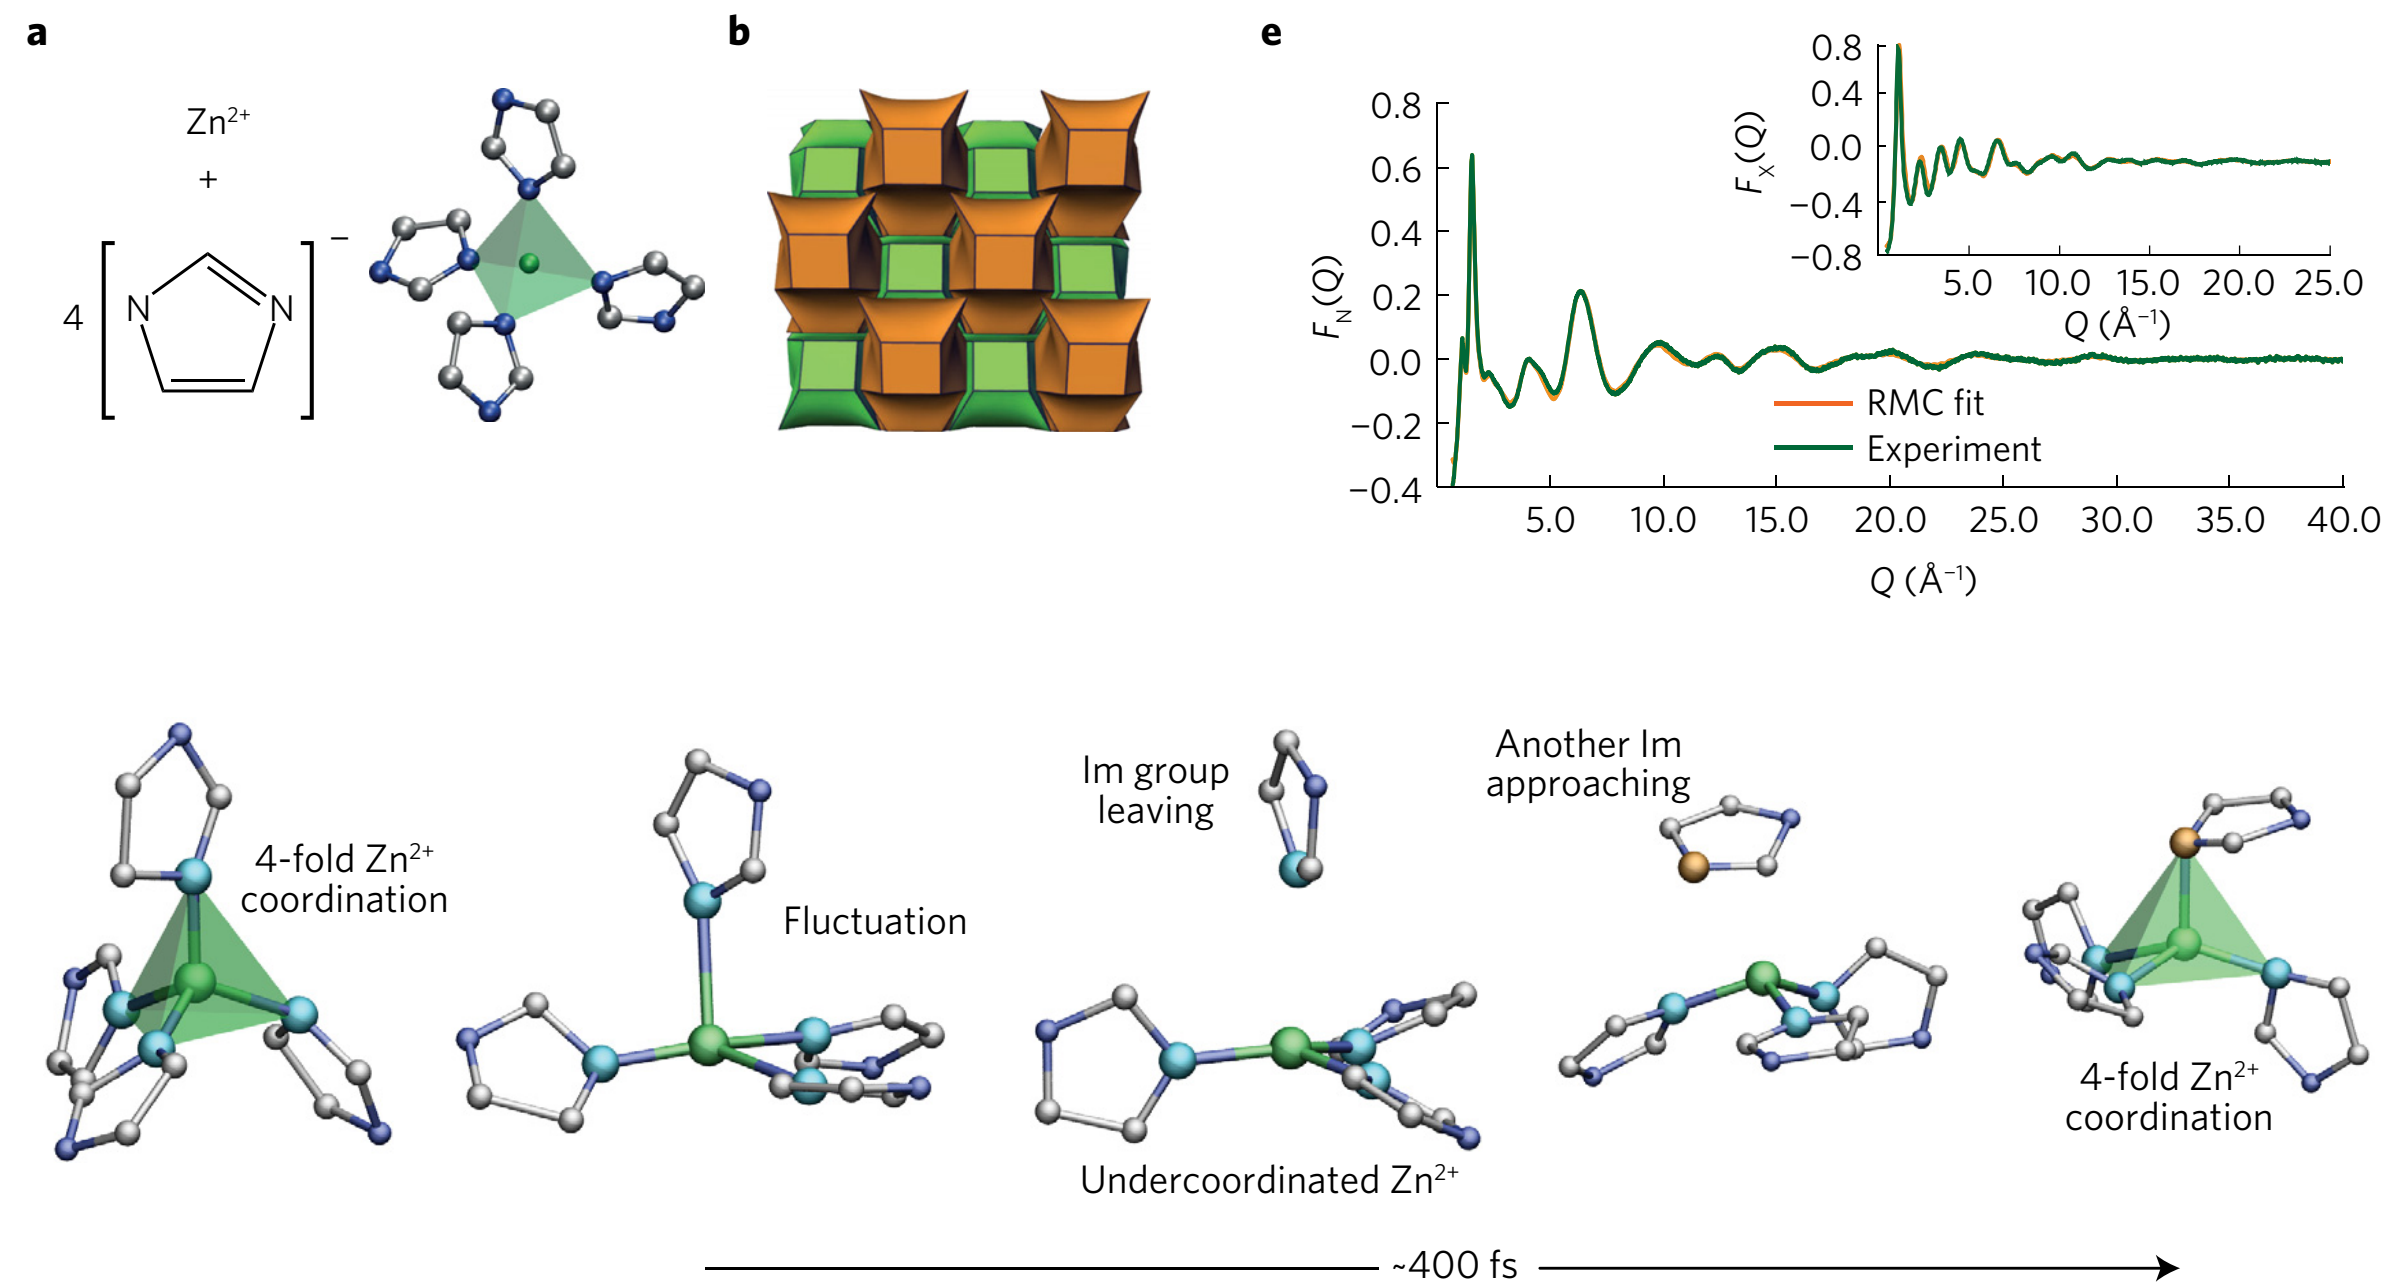 a
Zn²⁺
+
4
N
N
−
b
e
0.8
0.6
0.4
0.2
0.0
−0.2
−0.4
F_N(Q)
5.0 10.0 15.0 20.0 25.0 30.0 35.0 40.0
Q (Å⁻¹)
RMC fit
Experiment
0.8
0.4
0.0
−0.4
−0.8
F_X(Q)
5.0 10.0 15.0 20.0 25.0
Q (Å⁻¹)
4-fold Zn²⁺
coordination
Fluctuation
Im group
leaving
Undercoordinated Zn²⁺
Another Im
approaching
4-fold Zn²⁺
coordination
~400 fs